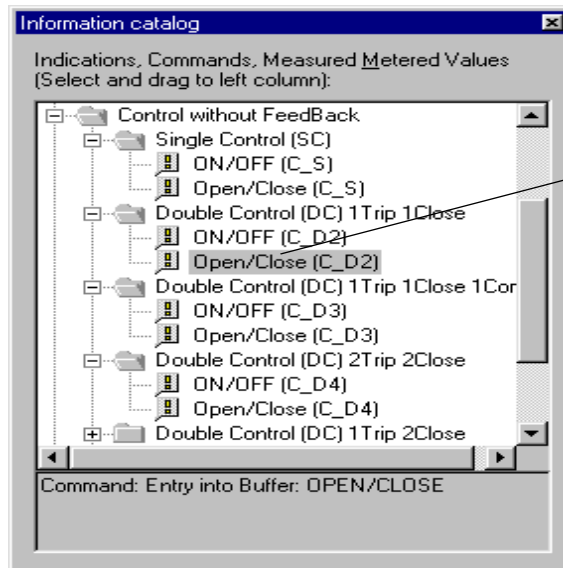 Information catalog
Indications, Commands, Measured Metered Values
(Select and drag to left column):
Control without FeedBack
Single Control (SC)
ON/OFF (C_S)
Open/Close (C_S)
Double Control (DC) 1Trip 1Close
ON/OFF (C_D2)
Open/Close (C_D2)
Double Control (DC) 1Trip 1Close 1Cor
ON/OFF (C_D3)
Open/Close (C_D3)
Double Control (DC) 2Trip 2Close
ON/OFF (C_D4)
Open/Close (C_D4)
Double Control (DC) 1Trip 2Close
Command: Entry into Buffer: OPEN/CLOSE